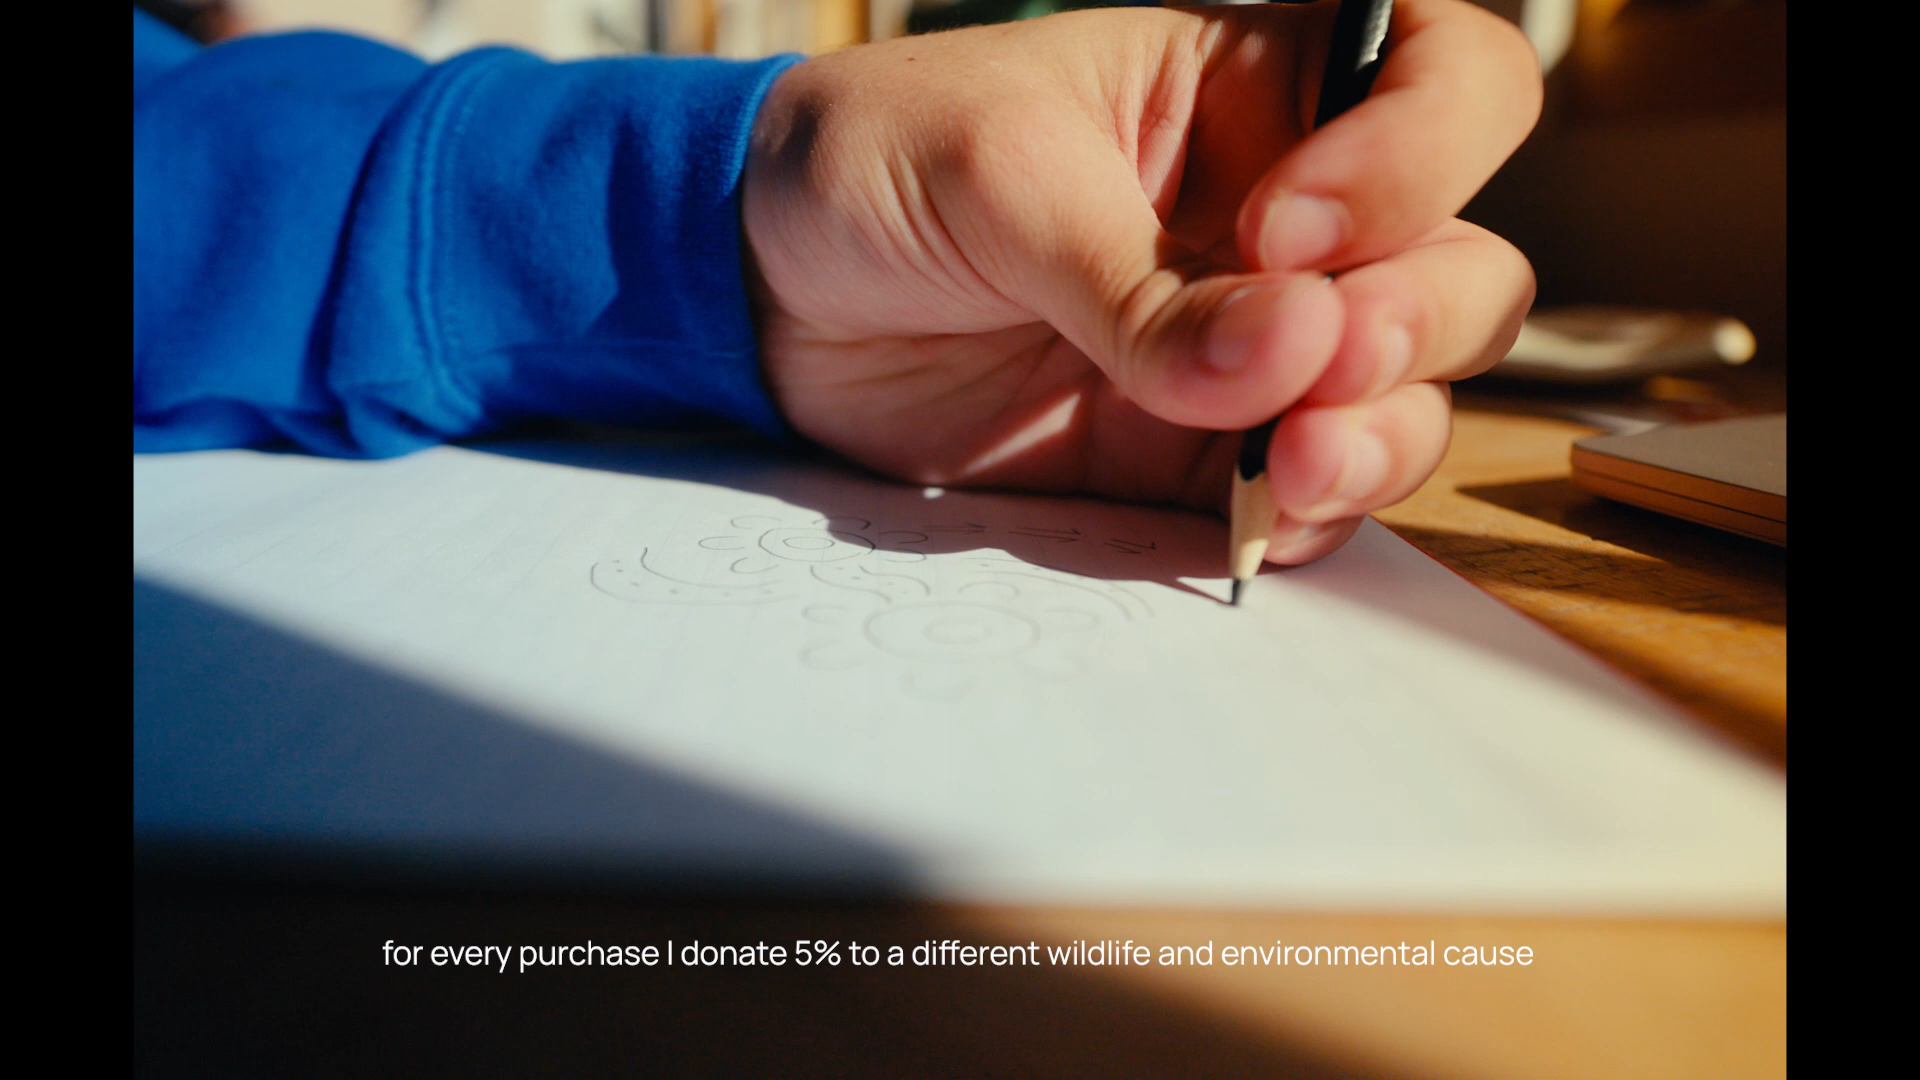 for every purchase I donate 5% to a different wildlife and environmental cause